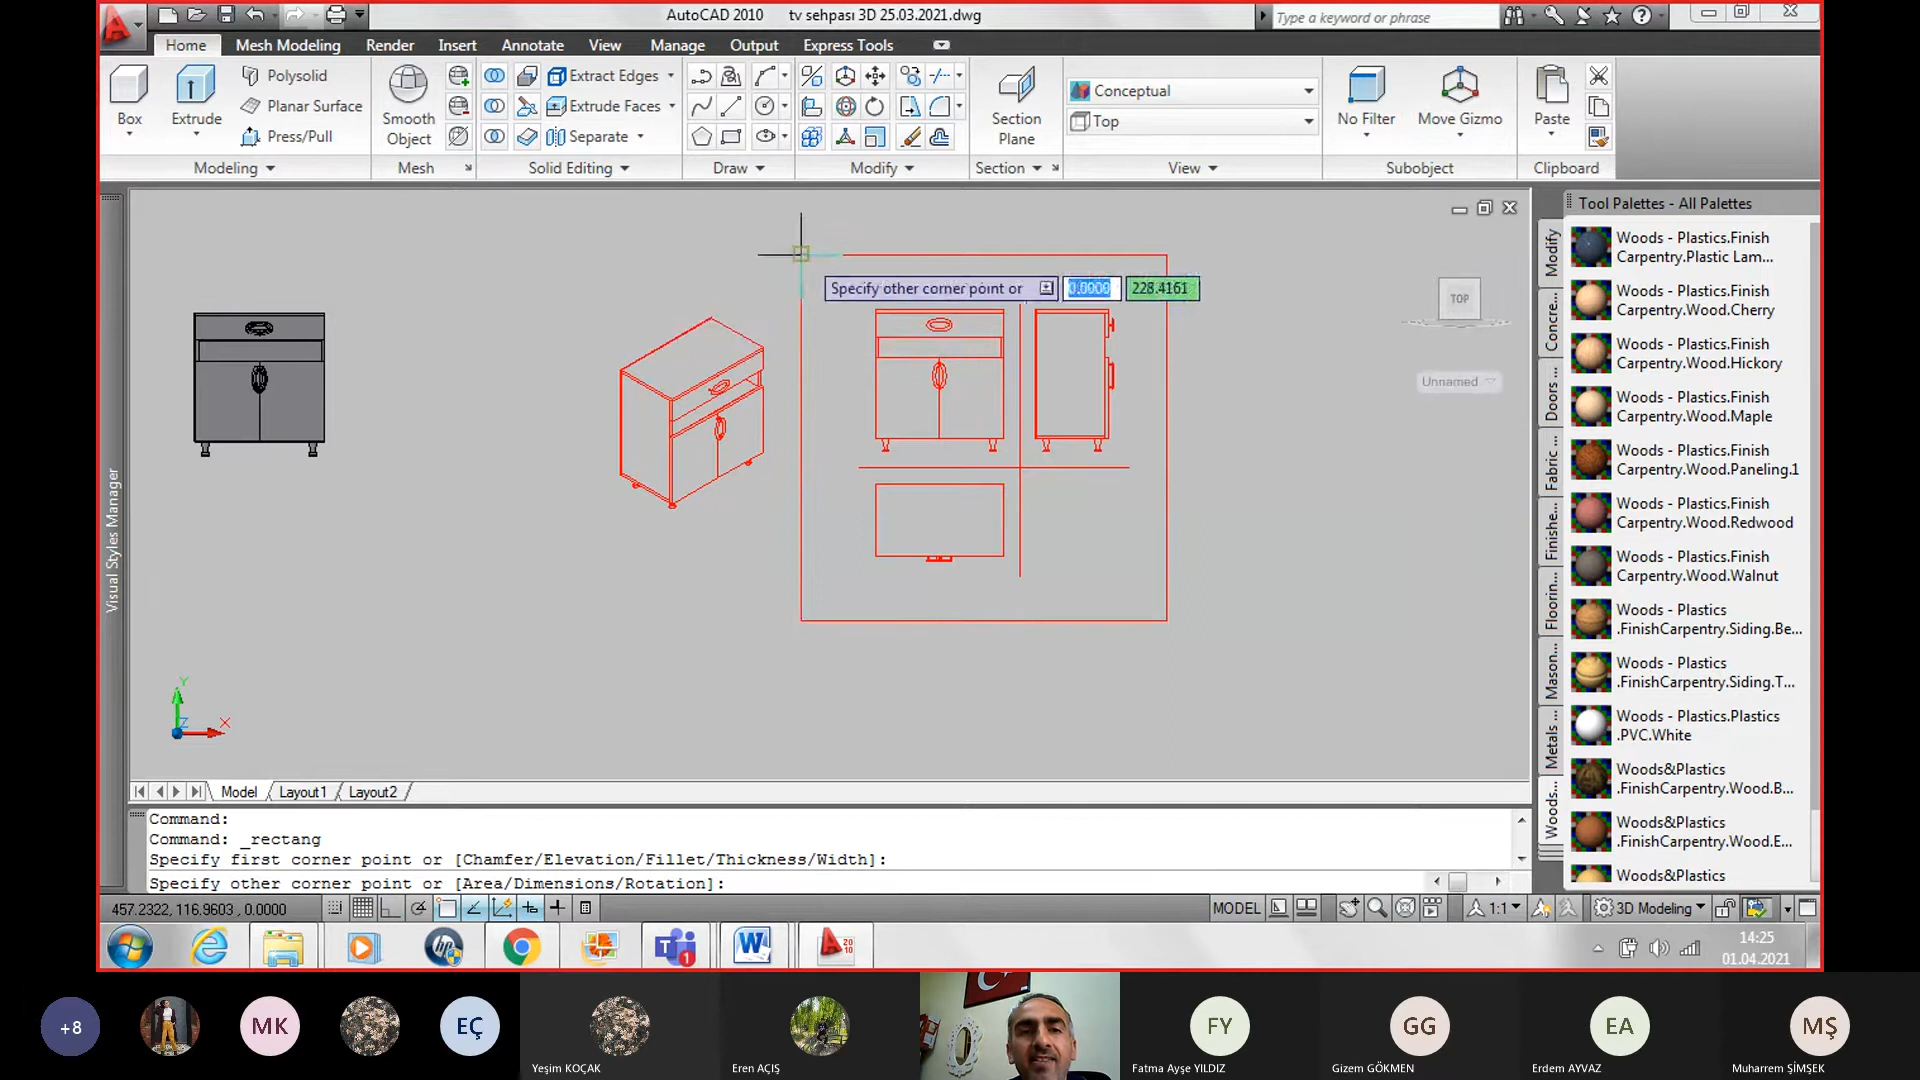 AutoCAD 2010 tv sehpası 3D 25.03.2021.dwg
Type a keyword or phrase
Home Mesh Modeling Render Insert Annotate View Manage Output Express Tools
Box
Extrude
Polysolid
Planar Surface
Press/Pull
Modeling
Smooth
Object
Mesh
Extract Edges
Extrude Faces
Separate
Solid Editing
Draw
Modify
Section
Plane
Section
Conceptual
Top
View
No Filter
Move Gizmo
Subobject
Paste
Clipboard
Visual Styles Manager
Specify other corner point or 0.0000 228.4161
TOP
Unnamed
X
Y
Z
Tool Palettes - All Palettes
Modify
Concre...
Doors ...
Fabric ...
Finishe...
Floorin...
Mason...
Metals ...
Woods...
Woods - Plastics.Finish
Carpentry.Plastic Lam...
Woods - Plastics.Finish
Carpentry.Wood.Cherry
Woods - Plastics.Finish
Carpentry.Wood.Hickory
Woods - Plastics.Finish
Carpentry.Wood.Maple
Woods - Plastics.Finish
Carpentry.Wood.Paneling.1
Woods - Plastics.Finish
Carpentry.Wood.Redwood
Woods - Plastics.Finish
Carpentry.Wood.Walnut
Woods - Plastics
.FinishCarpentry.Siding.Be...
Woods - Plastics
.FinishCarpentry.Siding.T...
Woods - Plastics.Plastics
.PVC.White
Woods&Plastics
.FinishCarpentry.Wood.B...
Woods&Plastics
.FinishCarpentry.Wood.E...
Woods&Plastics
Model Layout1 Layout2
Command:
Command: _rectang
Specify first corner point or [Chamfer/Elevation/Fillet/Thickness/Width]:
Specify other corner point or [Area/Dimensions/Rotation]:
457.2322, 116.9603 , 0.0000
MODEL
1:1
3D Modeling
14:25
01.04.2021
+8
MK
EÇ
Yeşim KOÇAK
Eren AÇIŞ
FY
Fatma Ayşe YILDIZ
GG
Gizem GÖKMEN
EA
Erdem AYVAZ
MŞ
Muharrem ŞİMŞEK